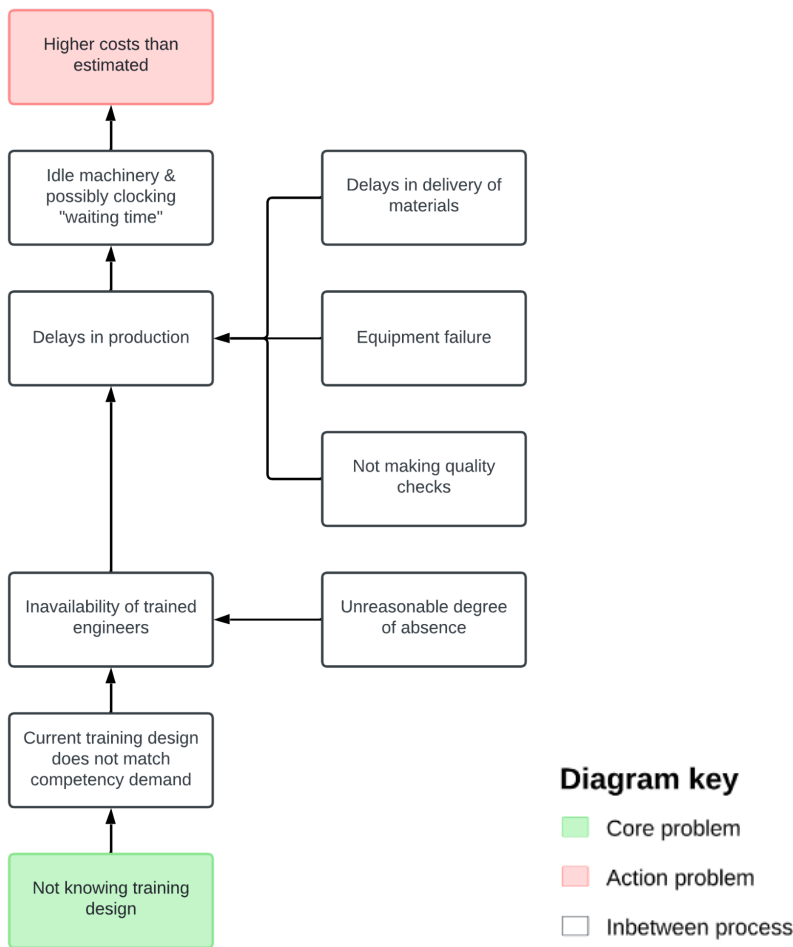 Higher costs than
estimated
Idle machinery &
possibly clocking
"waiting time"
Delays in delivery of
materials
Delays in production
Equipment failure
Not making quality
checks
Inavailability of trained
engineers
Unreasonable degree
of absence
Current training design
does not match
competency demand
Not knowing training
design
Diagram key
Core problem
Action problem
Inbetween process